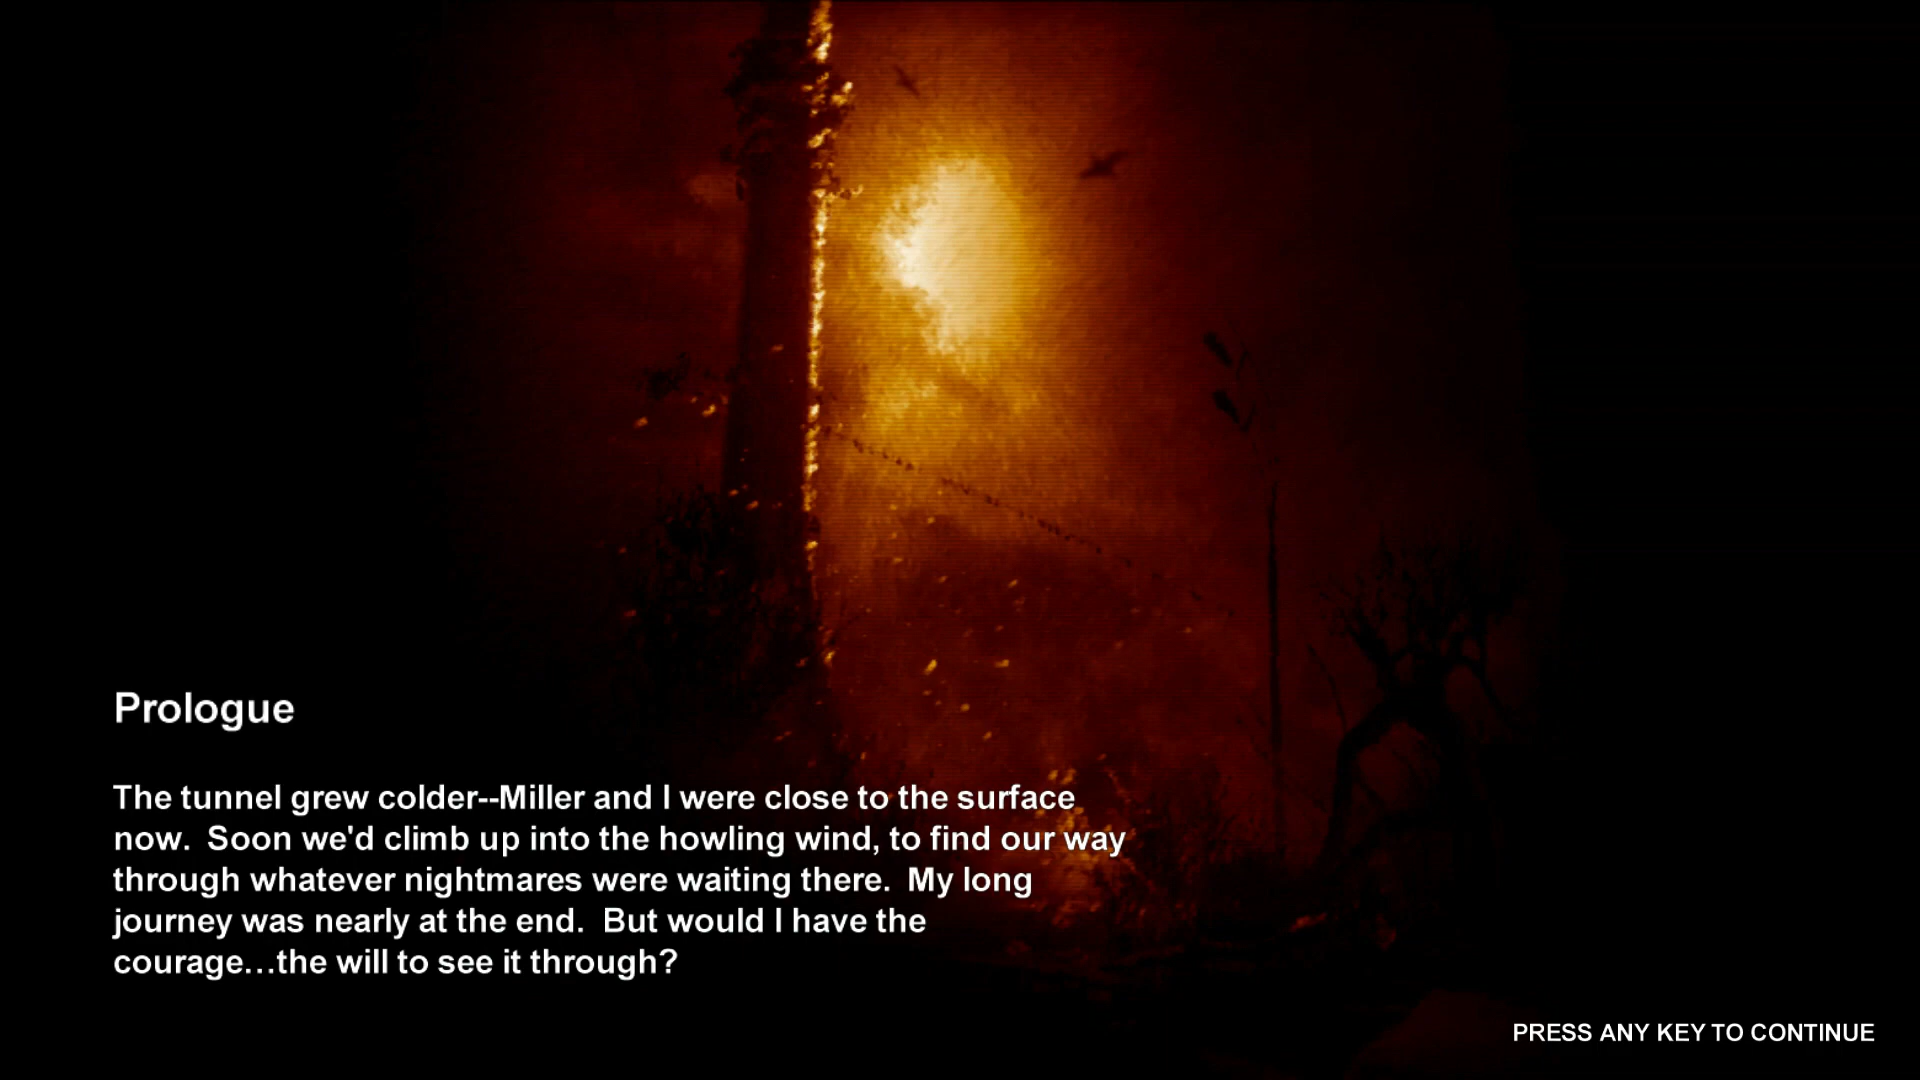 Prologue
The tunnel grew colder--Miller and I were close to the surface
now.  Soon we'd climb up into the howling wind, to find our way
through whatever nightmares were waiting there.  My long
journey was nearly at the end.  But would I have the
courage…the will to see it through?
PRESS ANY KEY TO CONTINUE